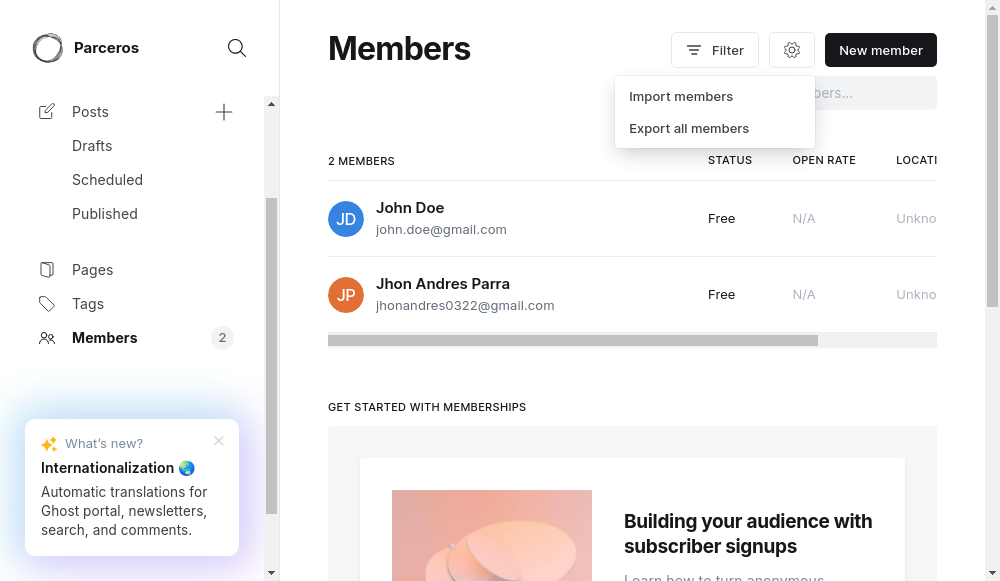 Parceros
Posts
Drafts
Scheduled
Published
Pages
Tags
Members
2
What's new?
Internationalization 🌏
Automatic translations for
Ghost portal, newsletters,
search, and comments.
Members
Filter
New member
Import members
Export all members
2 MEMBERS STATUS OPEN RATE LOCATI
JD
John Doe
john.doe@gmail.com
Free N/A Unkno
JP
Jhon Andres Parra
jhonandres0322@gmail.com
Free N/A Unkno
GET STARTED WITH MEMBERSHIPS
Building your audience with
subscriber signups
Learn how to turn anonymous